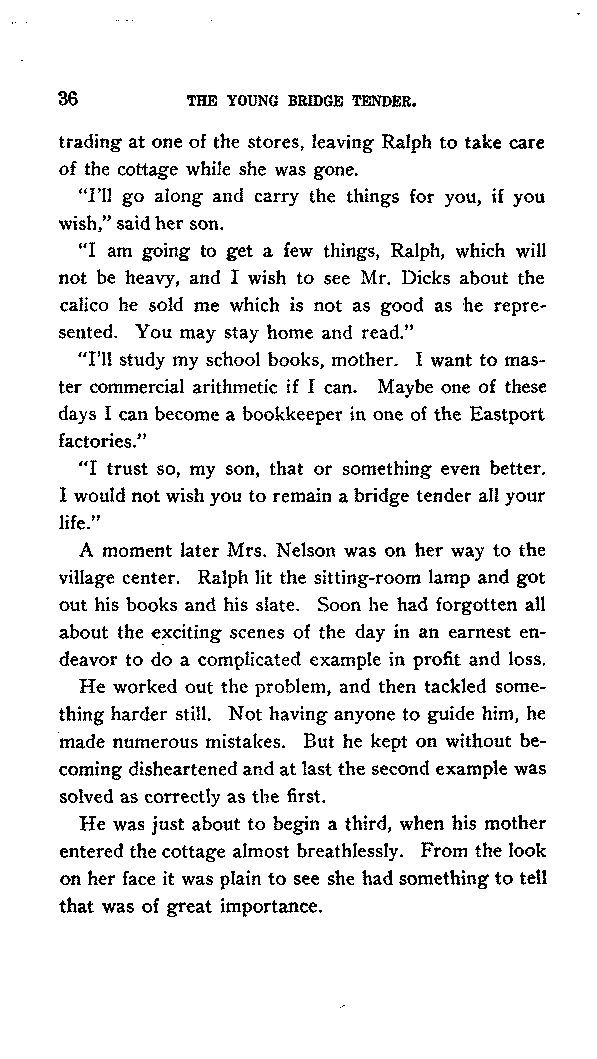 36 THE YOUNG BRIDGE TENDER.
trading at one of the stores, leaving Ralph to take care
of the cottage while she was gone.
"I'll go along and carry the things for you, if you
wish," said her son.
"I am going to get a few things, Ralph, which will
not be heavy, and I wish to see Mr. Dicks about the
calico he sold me which is not as good as he repre-
sented. You may stay home and read."
"I'll study my school books, mother. I want to mas-
ter commercial arithmetic if I can. Maybe one of these
days I can become a bookkeeper in one of the Eastport
factories."
"I trust so, my son, that or something even better.
I would not wish you to remain a bridge tender all your
life."
A moment later Mrs. Nelson was on her way to the
village center. Ralph lit the sitting-room lamp and got
out his books and his slate. Soon he had forgotten all
about the exciting scenes of the day in an earnest en-
deavor to do a complicated example in profit and loss.
He worked out the problem, and then tackled some-
thing harder still. Not having anyone to guide him, he
made numerous mistakes. But he kept on without be-
coming disheartened and at last the second example was
solved as correctly as the first.
He was just about to begin a third, when his mother
entered the cottage almost breathlessly. From the look
on her face it was plain to see she had something to tell
that was of great importance.